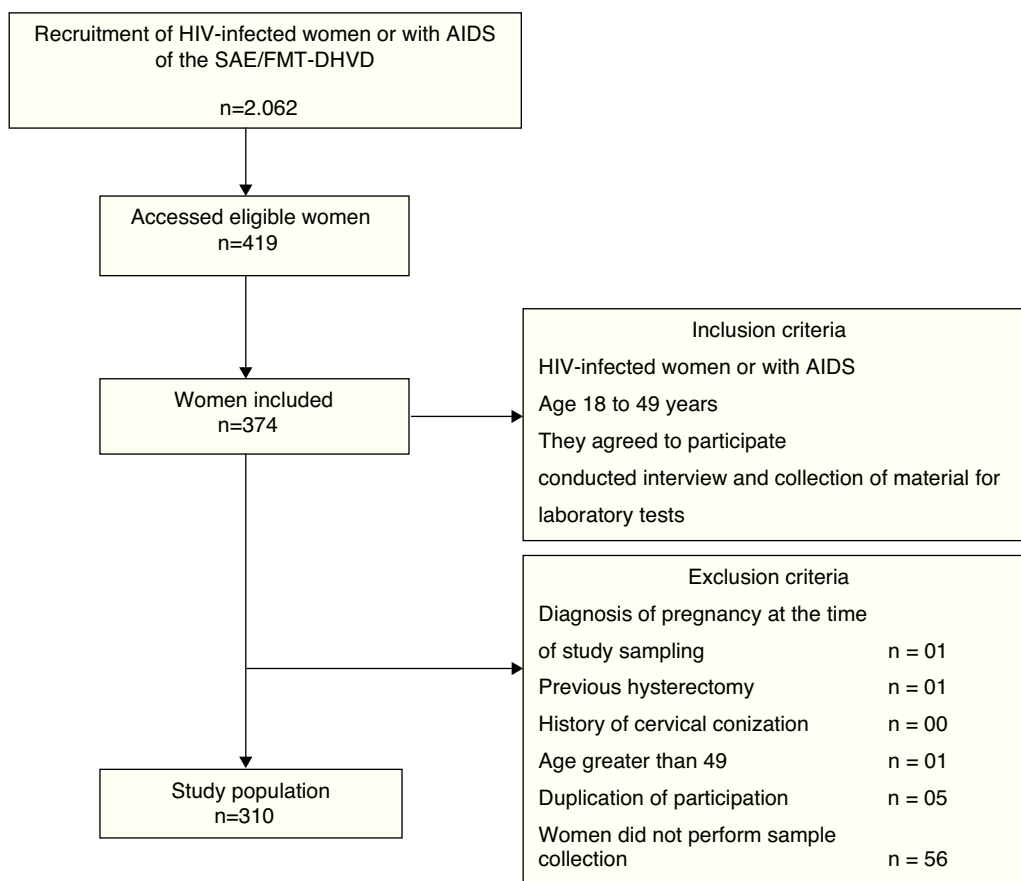 Recruitment of HIV-infected women or with AIDS
of the SAE/FMT-DHVD
n=2.062
Accessed eligible women
n=419
Women included
n=374
Inclusion criteria
HIV-infected women or with AIDS
Age 18 to 49 years
They agreed to participate
conducted interview and collection of material for
laboratory tests
Exclusion criteria
Diagnosis of pregnancy at the time
of study sampling n = 01
Previous hysterectomy n = 01
History of cervical conization n = 00
Age greater than 49 n = 01
Duplication of participation n = 05
Women did not perform sample
collection n = 56
Study population
n=310